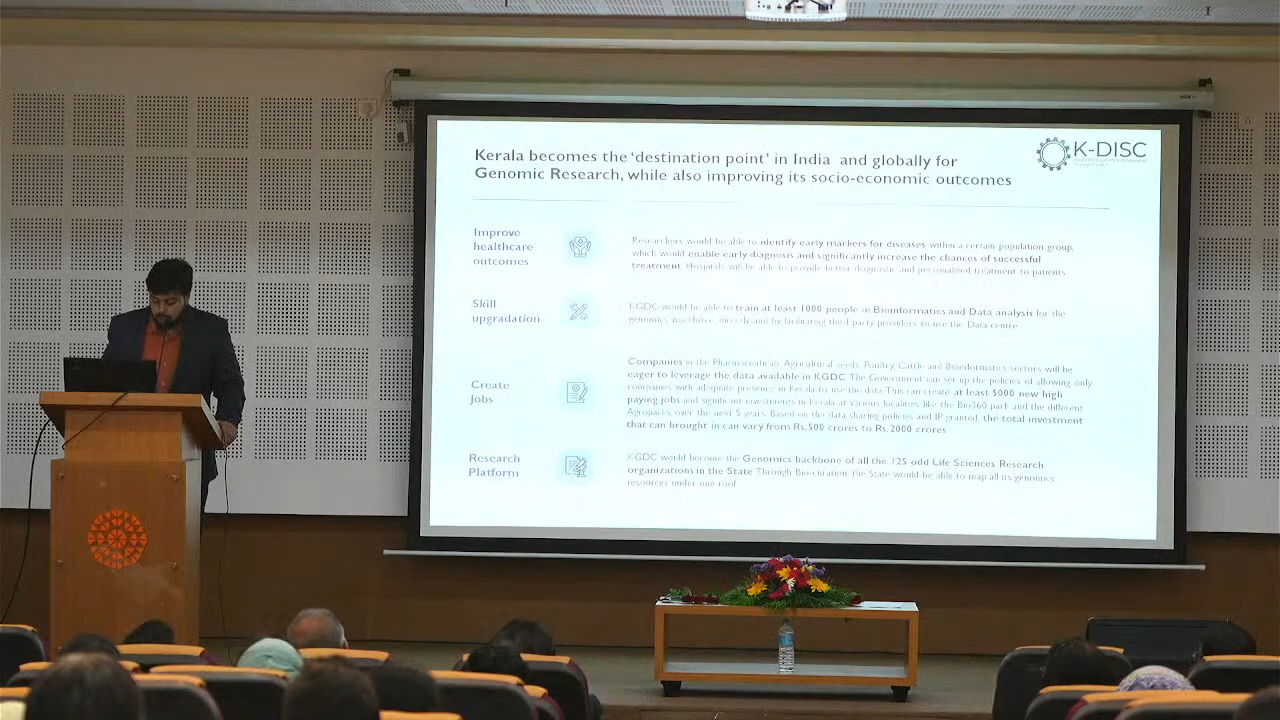 Kerala becomes the 'destination point' in India and globally for
Genomic Research, while also improving its socio-economic outcomes
K-DISC
Improve
healthcare
outcomes
Researchers would be able to identify early markers for diseases within a certain population group,
which would enable early diagnosis and significantly increase the chances of successful
treatment. Hospitals will be able to provide better diagnostic and personalized treatment to patients
Skill
upgradation
KGDC would be able to train at least 1000 people in Bioinformatics and Data analysis for the
genomics workforce, directly and by facilitating third party providers to use the Data centre
Create
Jobs
Companies in the Pharmaceuticals, Agricultural seeds, Poultry, Cattle and Bioinformatics sectors will be
eager to leverage the data available in KGDC The Government can set up the policies of allowing only
companies with adequate presence in Kerala to use the data. This can create at least 5000 new high
paying jobs and significant investments in Kerala at various localities like the Bio360 park and the different
Agroparks, over the next 5 years. Based on the data sharing policies and IP granted, the total investment
that can brought in can vary from Rs.500 crores to Rs.2000 crores
Research
Platform
KGDC would become the Genomics backbone of all the 125 odd Life Sciences Research
organizations in the State Through Bio-curation, the State would be able to map all its genomics
resources under one roof